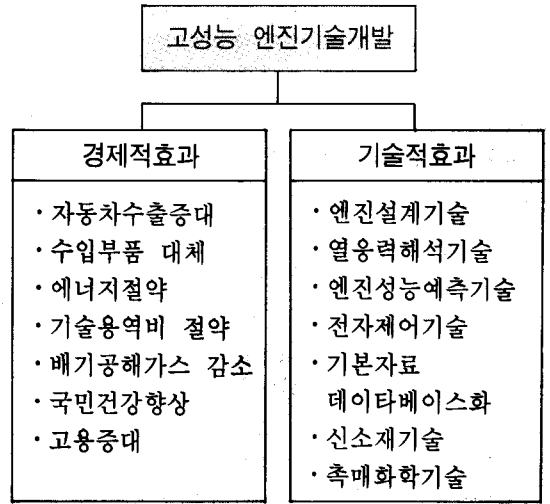 고성능 엔진기술개발
경제적효과
· 자동차수출증대
· 수입부품 대체
· 에너지절약
· 기술용역비 절약
· 배기공해가스 감소
· 국민건강향상
· 고용증대
기술적효과
· 엔진설계기술
· 열응력해석기술
· 엔진성능예측기술
· 전자제어기술
· 기본자료
데이타베이스화
· 신소재기술
· 촉매화학기술